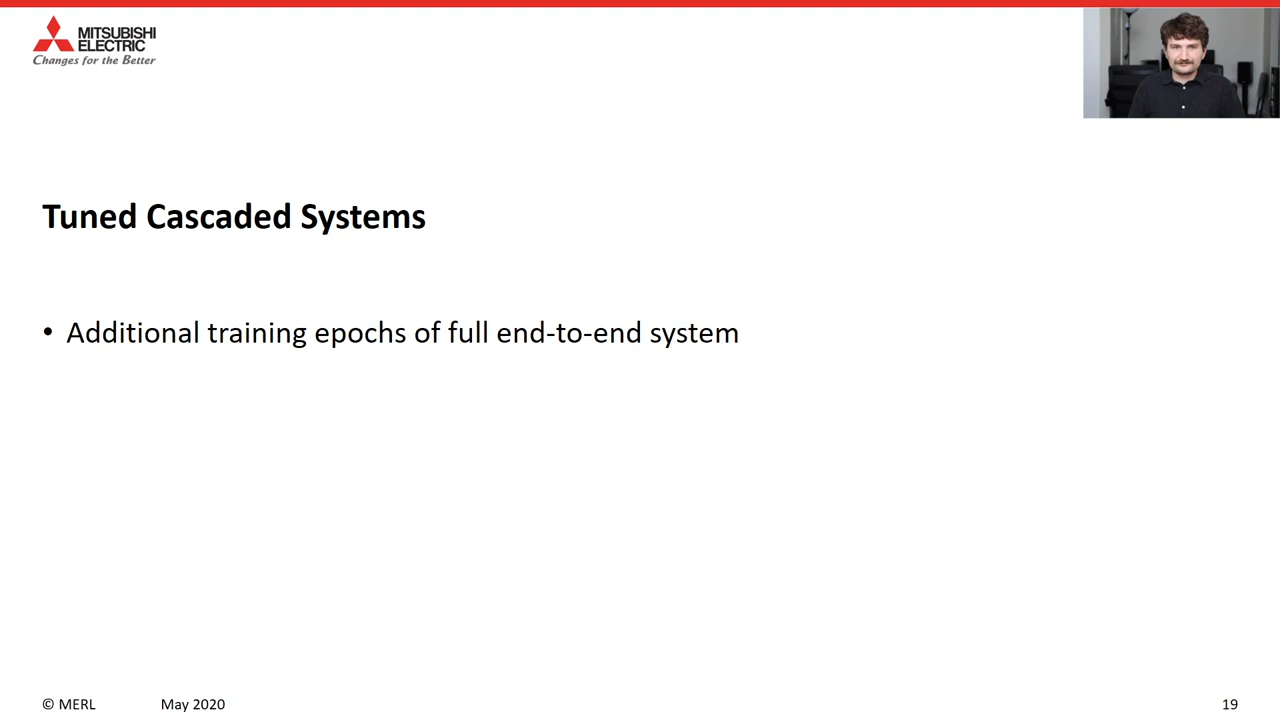 MITSUBISHI
ELECTRIC
Changes for the Better
Tuned Cascaded Systems
• Additional training epochs of full end-to-end system
© MERL May 2020 19